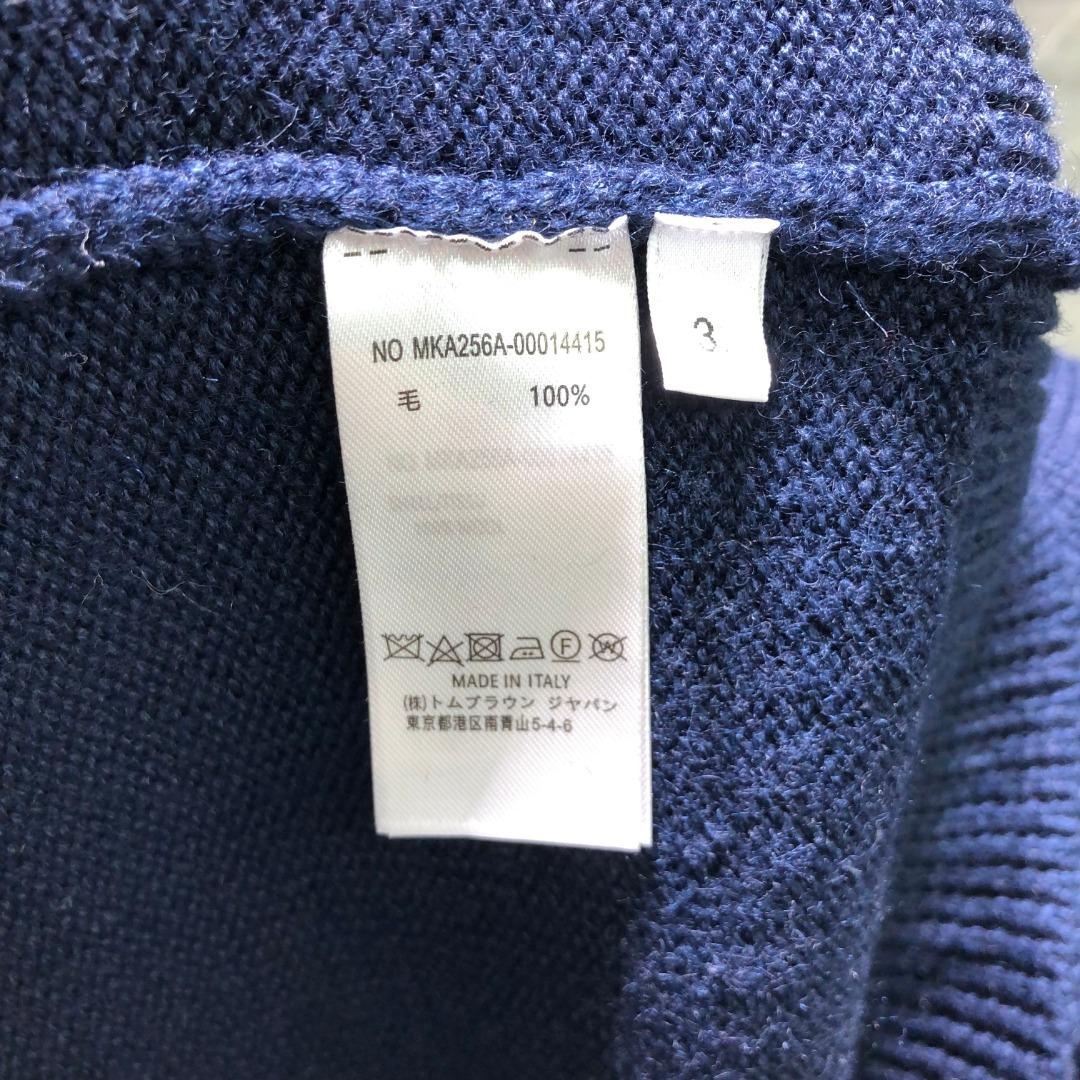 NO MKA256A-00014415
毛 100%
3
F W
MADE IN ITALY
(株)トムブラウン ジヤパン
東京都港区南青山5-4-6